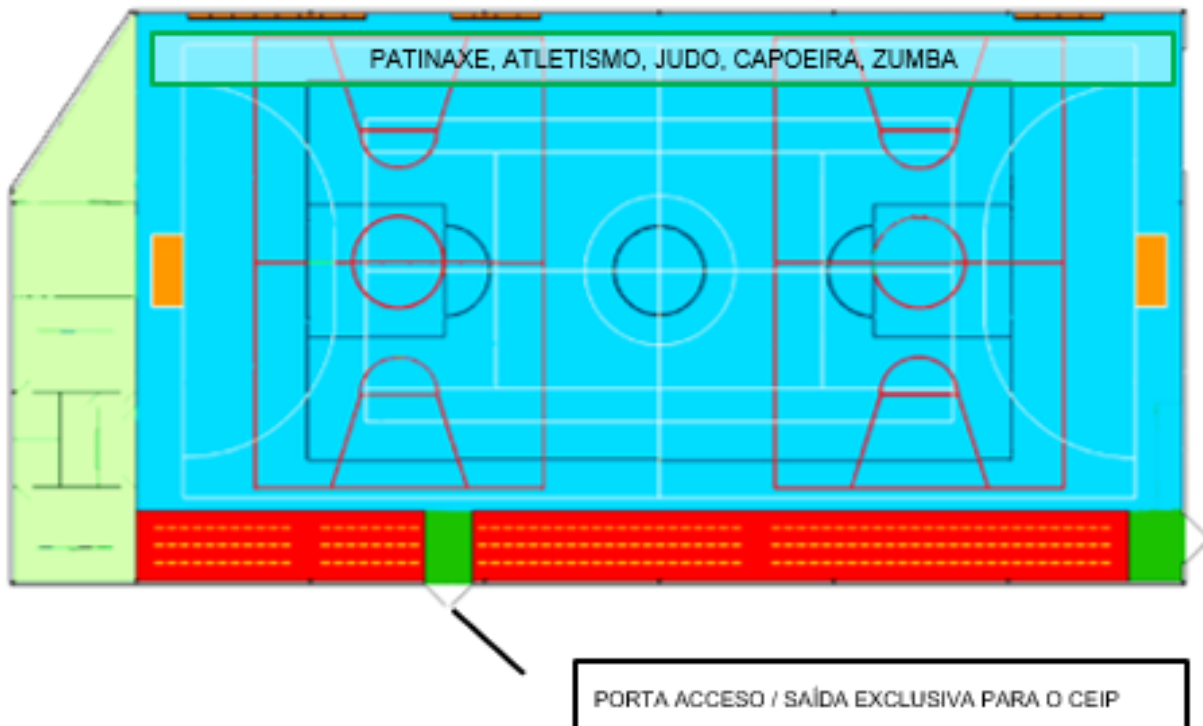 PATINAXE, ATLETISMO, JUDO, CAPOEIRA, ZUMBA
PORTA ACCESO / SAÍDA EXCLUSIVA PARA O CEIP